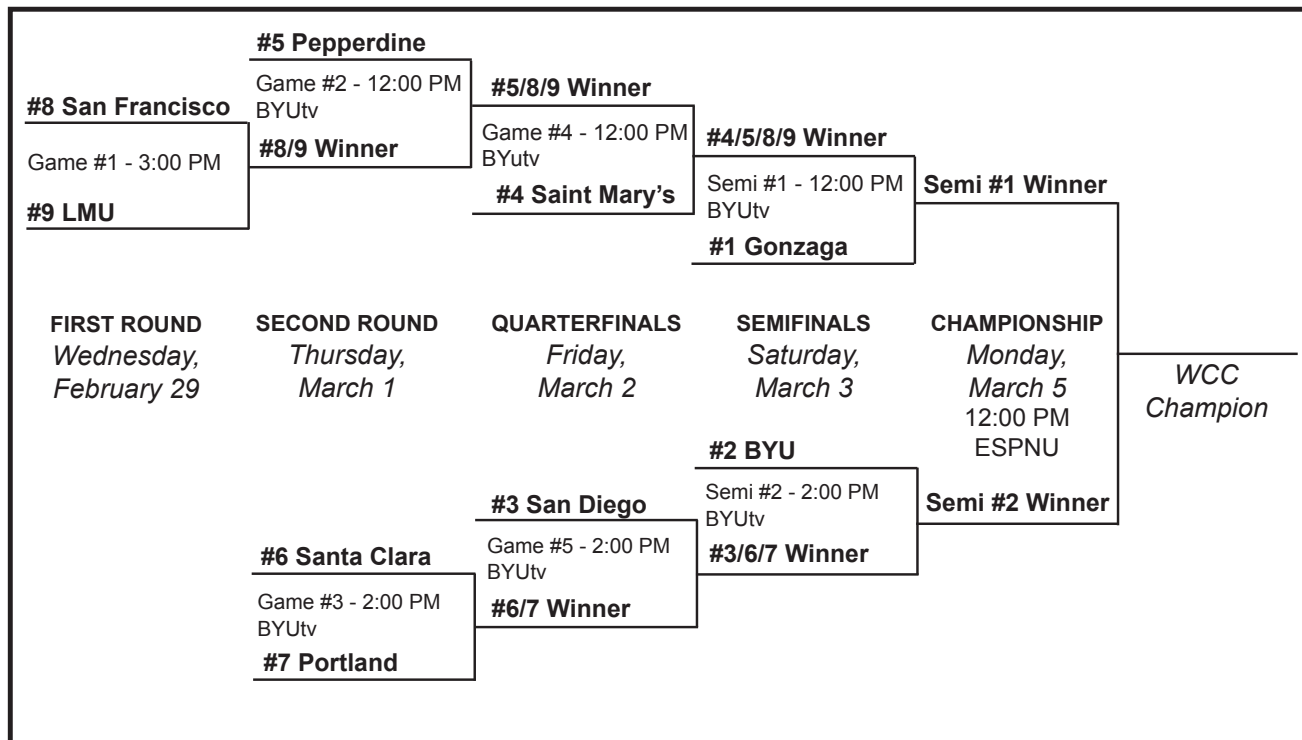 #5 Pepperdine
Game #2 - 12:00 PM
BYUtv
#8/9 Winner
#8 San Francisco
Game #1 - 3:00 PM
#9 LMU
#5/8/9 Winner
Game #4 - 12:00 PM
BYutv
#4 Saint Mary’s
#4/5/8/9 Winner
Semi #1 - 12:00 PM
BYUtv
#1 Gonzaga
Semi #1 Winner
FIRST ROUND
Wednesday,
February 29
SECOND ROUND
Thursday,
March 1
QUARTERFINALS
Friday,
March 2
SEMIFINALS
Saturday,
March 3
CHAMPIONSHIP
Monday,
March 5
12:00 PM
ESPNU
WCC
Champion
#2 BYU
Semi #2 - 2:00 PM
BYUtv
#3/6/7 Winner
Semi #2 Winner
#3 San Diego
Game #5 - 2:00 PM
BYUtv
#6/7 Winner
#6 Santa Clara
Game #3 - 2:00 PM
BYUtv
#7 Portland